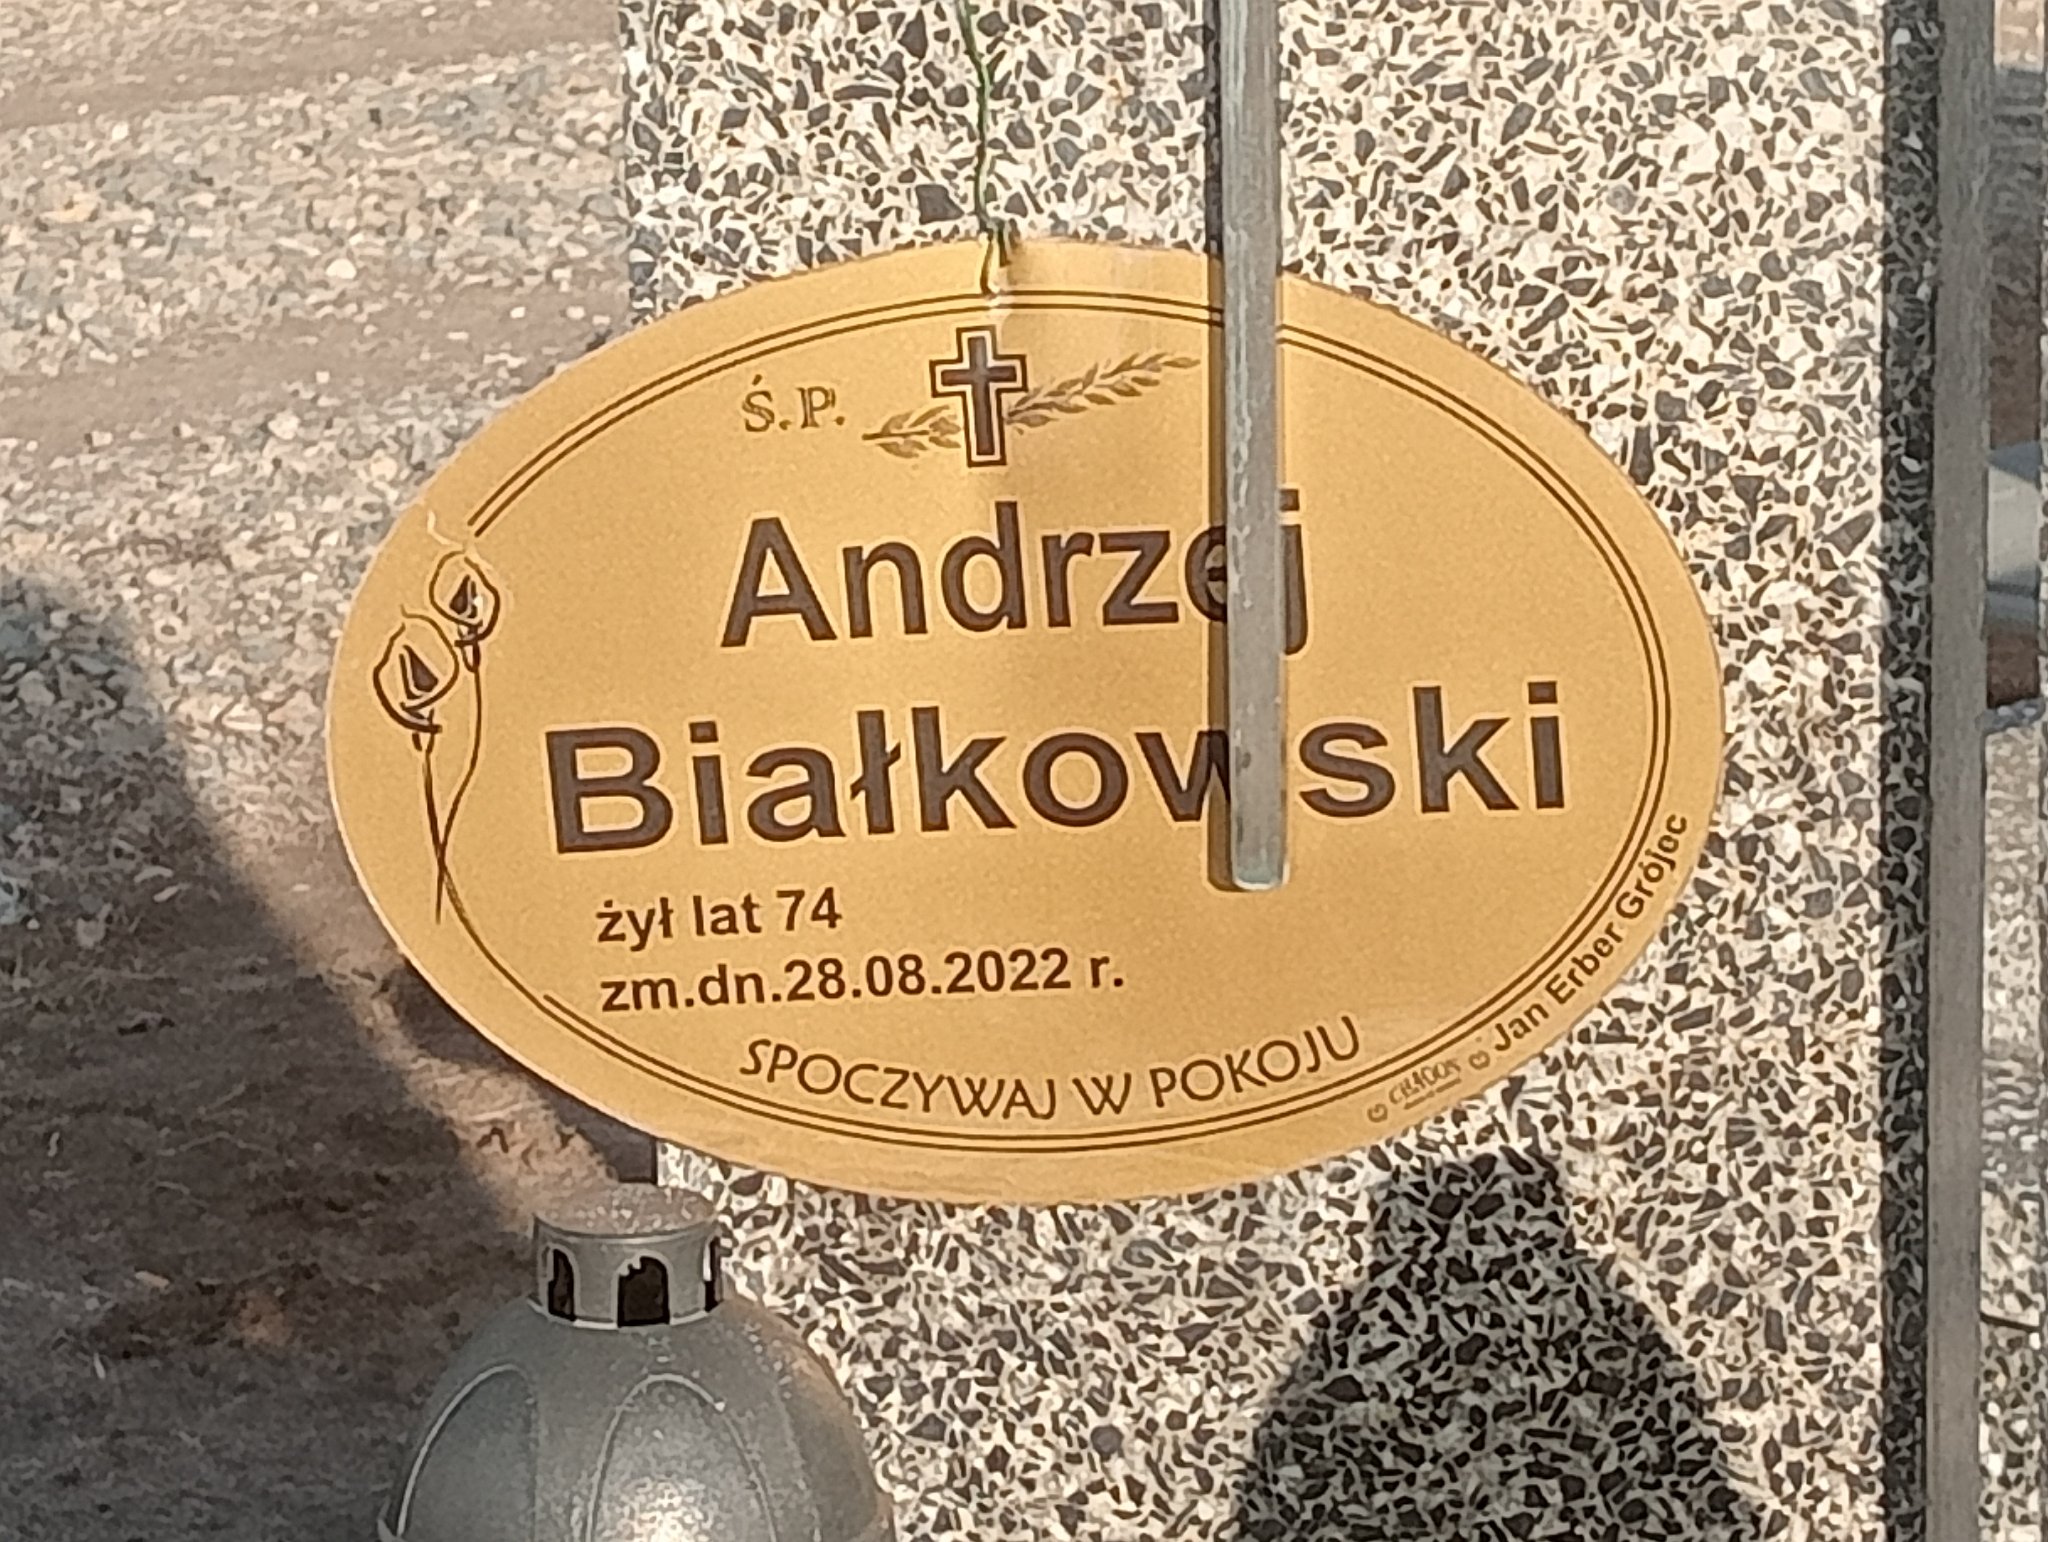 Ś.P.
Andrzej
Białkowski
żył lat 74
zm.dn.28.08.2022 r.
SPOCZYWAJ W POKOJU
Jan Erber Grójec